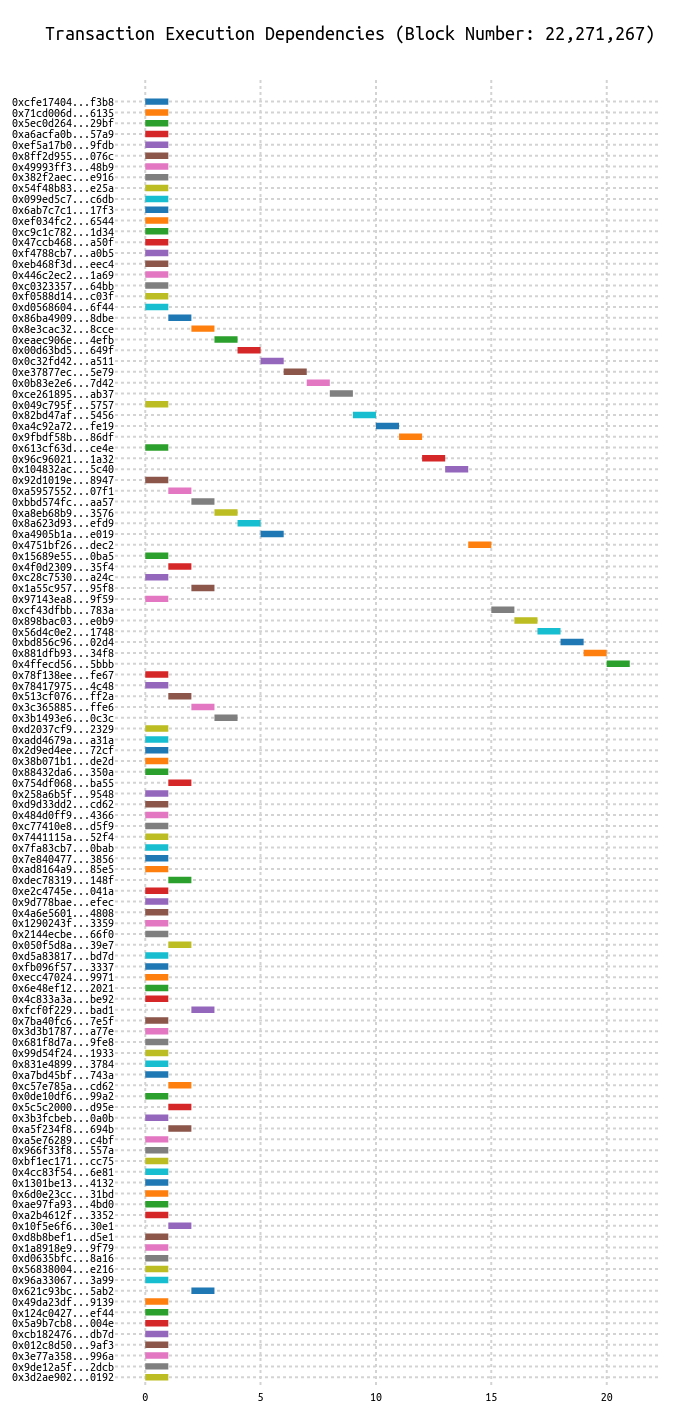 Transaction Execution Dependencies (Block Number: 22,271,267)
0xcfe17404...f3b8
0x71cd006d...6135
0x5ec0d264...29bf
0xa6acfa0b...57a9
0xef5a17b0...9fdb
0x8ff2d955...076c
0x49993ff3...48b9
0x382f2aec...e916
0x54f48b83...e25a
0x099ed5c7...c6db
0x6ab7c7c1...17f3
0xef034fc2...6544
0xc9c1c782...1d34
0x47ccb468...a50f
0xf4788cb7...a0b5
0xeb468f3d...eec4
0x446c2ec2...1a69
0xc0323357...64bb
0xf0588d14...c03f
0xd0568604...6f44
0x86ba4909...8dbe
0x8e3cac32...8cce
0xeaec906e...4efb
0x00d63bd5...649f
0x0c32fd42...a511
0xe37877ec...5e79
0x0b83e2e6...7d42
0xce261895...ab37
0x049c795f...5757
0x82bd47af...5456
0xa4c92a72...fe19
0x9fbdf58b...86df
0x613cf63d...ce4e
0x96c96021...1a32
0x104832ac...5c40
0x92d1019e...8947
0xa5957552...07f1
0xbbd574fc...aa57
0xa8eb68b9...3576
0x8a623d93...efd9
0xa4905b1a...e019
0x4751bf26...dec2
0x15689e55...0ba5
0x4f0d2309...35f4
0xc28c7530...a24c
0x1a55c957...95f8
0x97143ea8...9f59
0xcf43dfbb...783a
0x898bac03...e0b9
0x56d4c0e2...1748
0xbd856c96...02d4
0x881dfb93...34f8
0x4ffecd56...5bbb
0x78f138ee...fe67
0x78417975...4c48
0x513cf076...ff2a
0x3c365885...ffe6
0x3b1493e6...0c3c
0xd2037cf9...2329
0xadd4679a...a31a
0x2d9ed4ee...72cf
0x38b071b1...de2d
0x88432da6...350a
0x754df068...ba55
0x258a6b5f...9548
0xd9d33dd2...cd62
0x484d0ff9...4366
0xc77410e8...d5f9
0x7441115a...52f4
0x7fa83cb7...0bab
0x7e840477...3856
0xad8164a9...85e5
0xdec78319...148f
0xe2c4745e...041a
0x9d778bae...efec
0x4a6e5601...4808
0x1290243f...3359
0x2144ecbe...66f0
0x050f5d8a...39e7
0xd5a83817...bd7d
0xfb096f57...3337
0xecc47024...9971
0x6e48ef12...2021
0x4c833a3a...be92
0xfcf0f229...bad1
0x7ba40fc6...7e5f
0x3d3b1787...a77e
0x681f8d7a...9fe8
0x99d54f24...1933
0x831e4899...3784
0xa7bd45bf...743a
0xc57e785a...cd62
0x0de10df6...99a2
0x5c5c2000...d95e
0x3b3fcbeb...0a0b
0xa5f234f8...694b
0xa5e76289...c4bf
0x966f33f8...557a
0xbf1ec171...cc75
0x4cc83f54...6e81
0x1301be13...4132
0x6d0e23cc...31bd
0xae97fa93...4bd0
0xa2b4612f...3352
0x10f5e6f6...30e1
0xd8b8bef1...d5e1
0x1a8918e9...9f79
0xd0635bfc...8a16
0x56838004...e216
0x96a33067...3a99
0x621c93bc...5ab2
0x49da23df...9139
0x124c0427...ef44
0x5a9b7cb8...004e
0xcb182476...db7d
0x012c8d50...9af3
0x3e77a358...996a
0x9de12a5f...2dcb
0x3d2ae902...0192
0 5 10 15 20